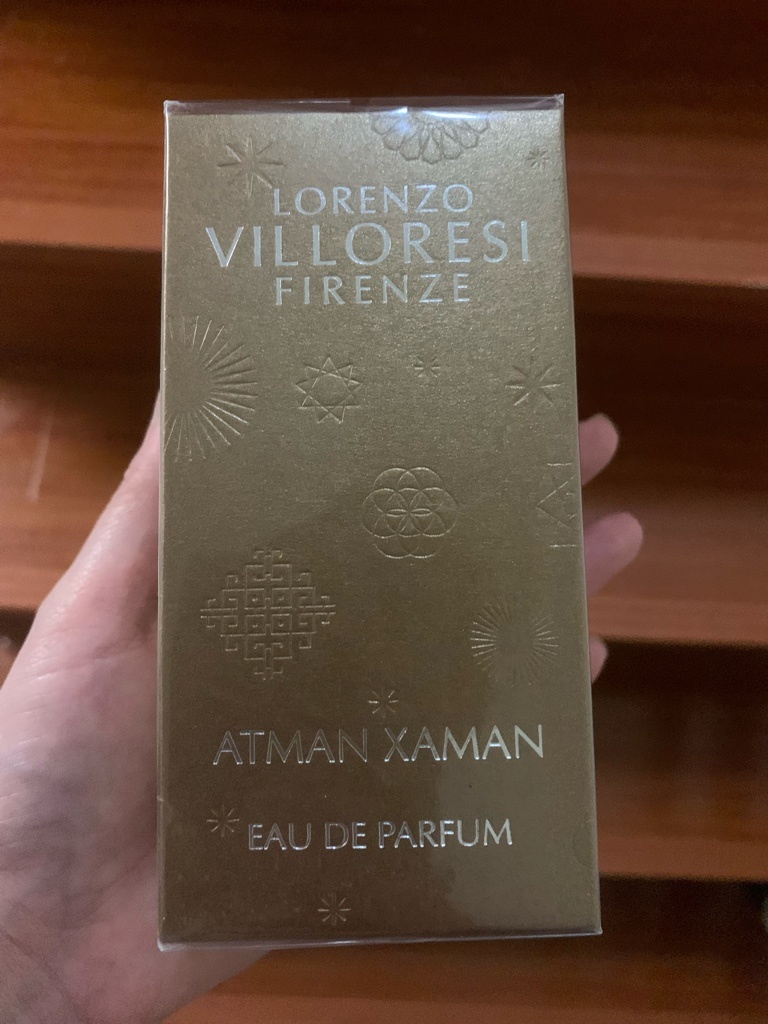 LORENZO
VILLORESI
FIRENZE
ATMAN XAMAN
EAU DE PARFUM